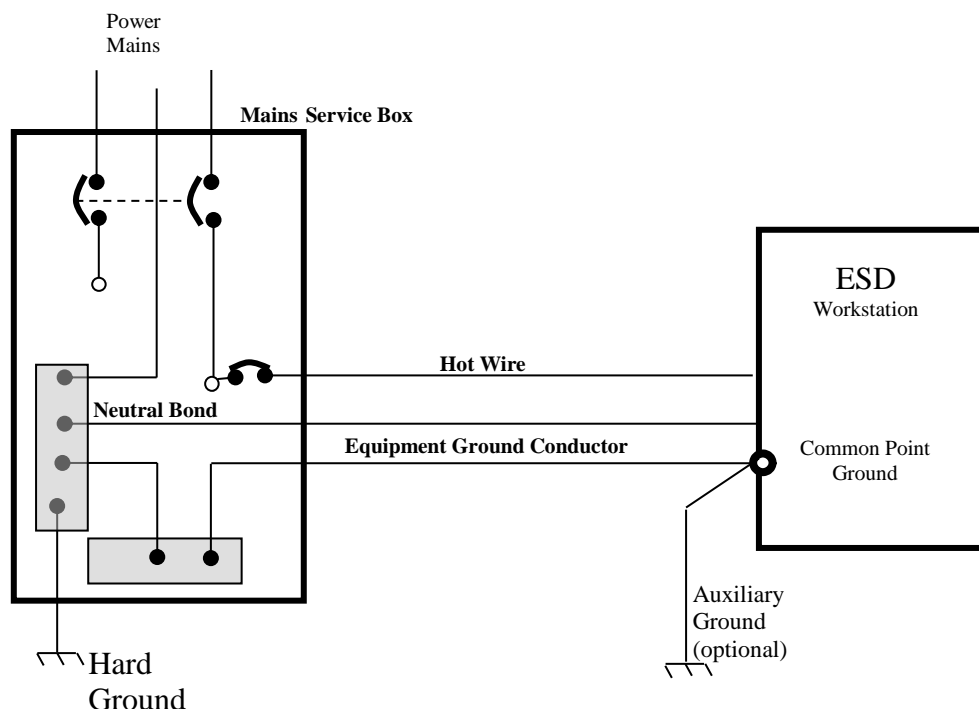 Power
Mains
Mains Service Box
ESD
Workstation
Hot Wire
Neutral Bond
Equipment Ground Conductor
Common Point
Ground
Auxiliary
Ground
(optional)
Hard
Ground